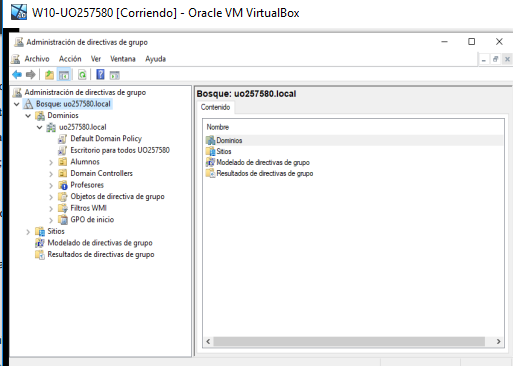 W10-UO257580 [Corriendo] - Oracle VM VirtualBox
Administración de directivas de grupo
Archivo Acción Ver Ventana Ayuda
Administración de directivas de grupo
Bosque: uo257580.local
Dominios
uo257580.local
Default Domain Policy
Escritorio para todos UO257580
Alumnos
Domain Controllers
Profesores
Objetos de directiva de grupo
Filtros WMI
GPO de inicio
Sitios
Modelado de directivas de grupo
Resultados de directivas de grupo
Bosque: uo257580.local
Contenido
Nombre
Dominios
Sitios
Modelado de directivas de grupo
Resultados de directivas de grupo